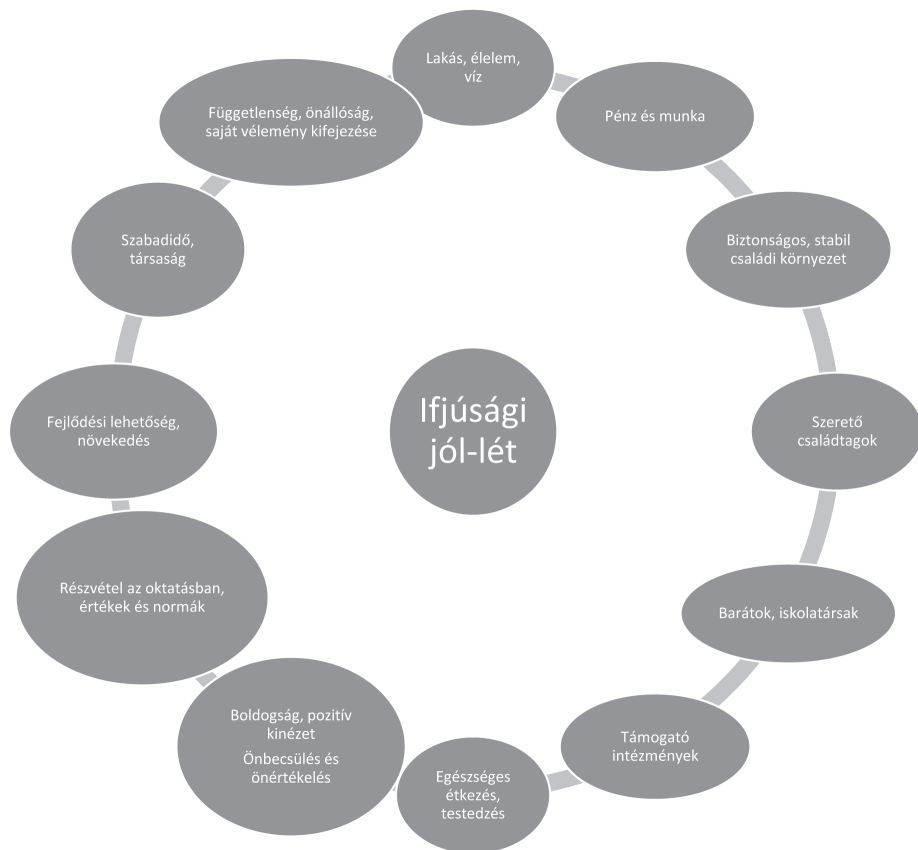 Lakás, élelem,
víz
Pénz és munka
Biztonságos, stabil
családi környezet
Szerető
családtagok
Barátok, iskolatársak
Támogató
intézmények
Egészséges
étkezés,
testedzés
Boldogság, pozitív
kinézet
Önbecsülés és
önértékelés
Részvétel az oktatásban,
értékek és normák
Fejlődési lehetőség,
növekedés
Szabadidő,
társaság
Függetlenség, önállóság,
saját vélemény kifejezése
Ifjúsági
jól-lét